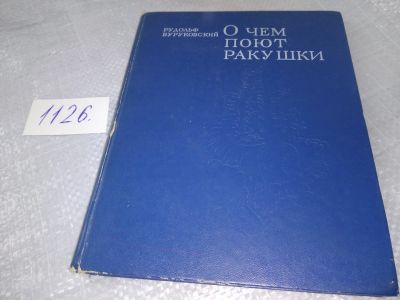 РУДОЛЬФ
БУРУКОВСКИЙ
О ЧЕМ
ПОЮТ
РАКУШКИ
1126.